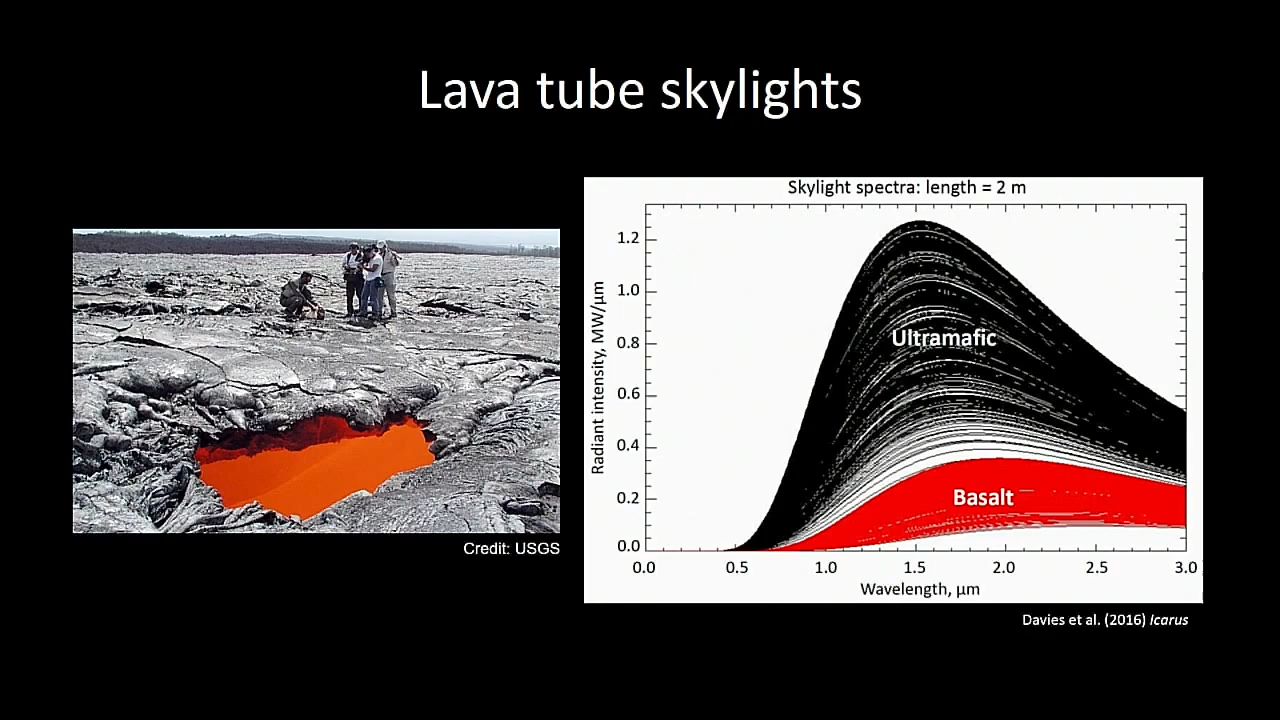 Lava tube skylights
Credit: USGS
Skylight spectra: length = 2 m
Radiant intensity, MW/μm
1.2
1.0
0.8
0.6
0.4
0.2
0.0
Ultramafic
Basalt
0.0 0.5 1.0 1.5 2.0 2.5 3.0
Wavelength, μm
Davies et al. (2016) Icarus